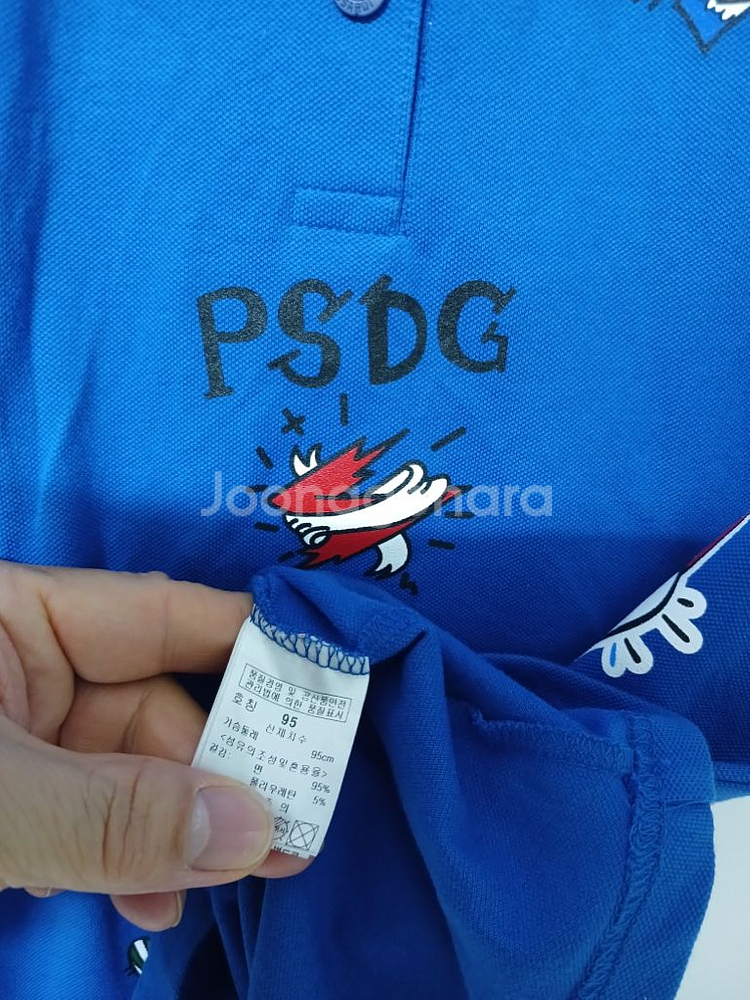 PSDG
Joonggonara
품질경영 및 공산품안전
관리법에 의한 품질표시
호칭 95
신체치수
가슴둘레 95cm
<섬유의조성및혼용율>
겉감: 면 95%
폴리우레탄 5%